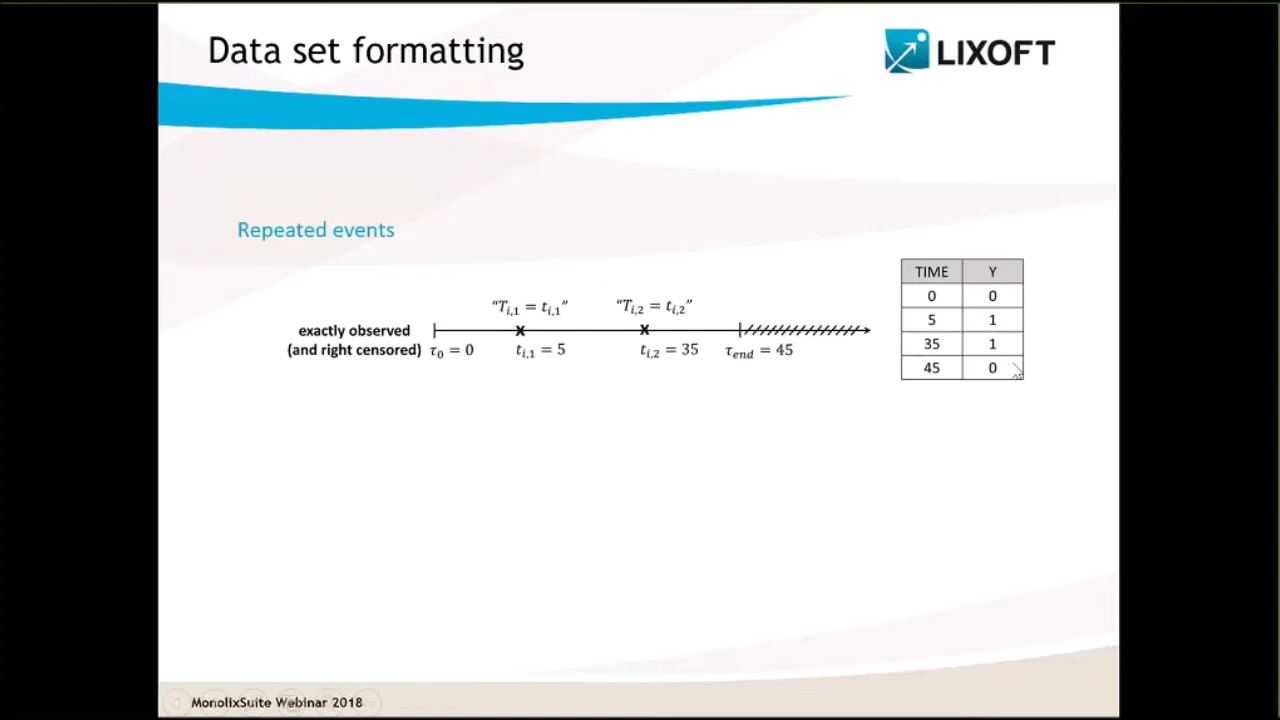 Data set formatting
LIXOFT
Repeated events
"T_{i,1} = t_{i,1}" "T_{i,2} = t_{i,2}"
exactly observed
(and right censored) τ_0 = 0 t_{i,1} = 5 t_{i,2} = 35 τ_{end} = 45
TIME Y
0 0
5 1
35 1
45 0
MonolixSuite Webinar 2018